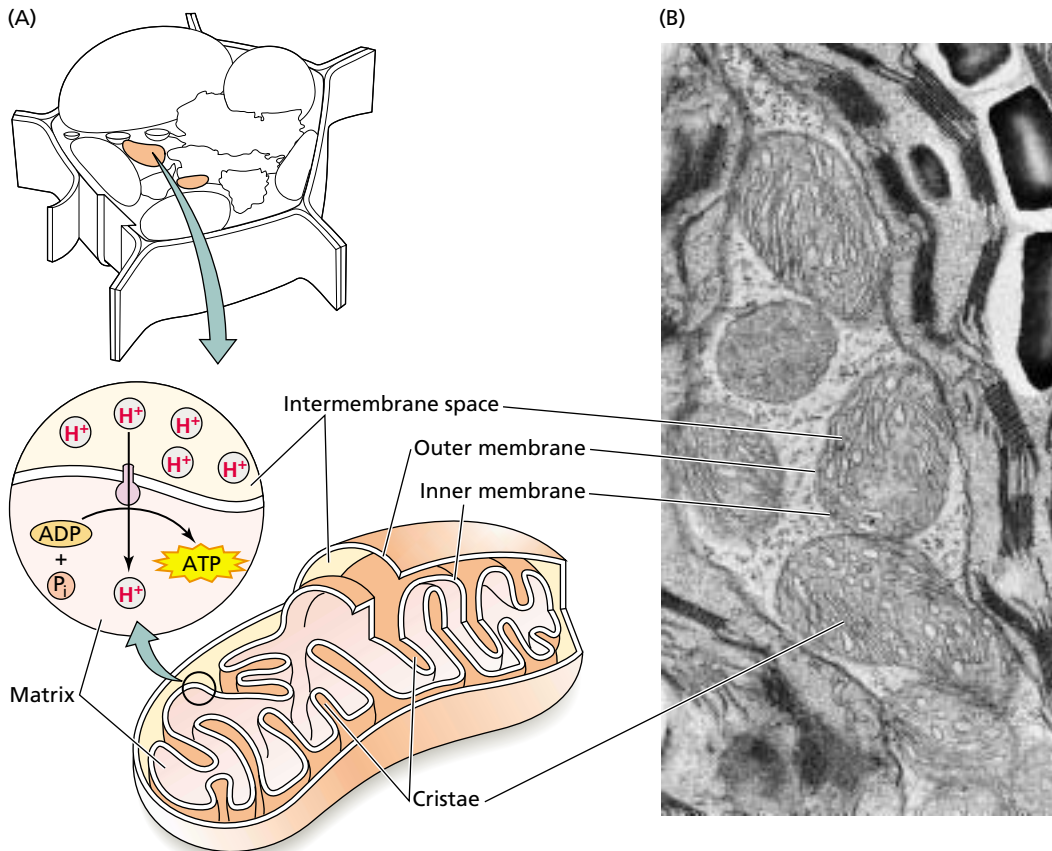 (A)
(B)
H+
H+
H+
H+
H+
H+
ADP
+
Pi
ATP
H+
Intermembrane space
Outer membrane
Inner membrane
Matrix
Cristae